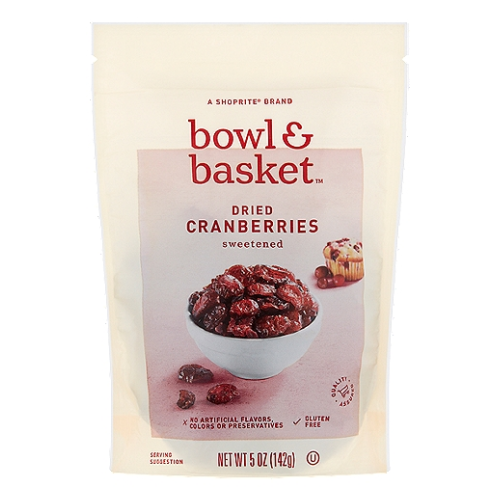 A SHOPRITE® BRAND
bowl &
basket™
DRIED
CRANBERRIES
sweetened
QUALITY
x NO ARTIFICIAL FLAVORS,
COLORS OR PRESERVATIVES
✓ GLUTEN
FREE
SERVING
SUGGESTION
NET WT 5 OZ (142g)
U